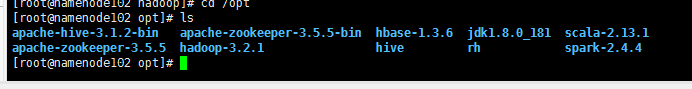 [root@namenode102 hadoop]# cd /opt
[root@namenode102 opt]# ls
apache-hive-3.1.2-bin apache-zookeeper-3.5.5-bin hbase-1.3.6 jdk1.8.0_181 scala-2.13.1
apache-zookeeper-3.5.5 hadoop-3.2.1 hive rh spark-2.4.4
[root@namenode102 opt]#